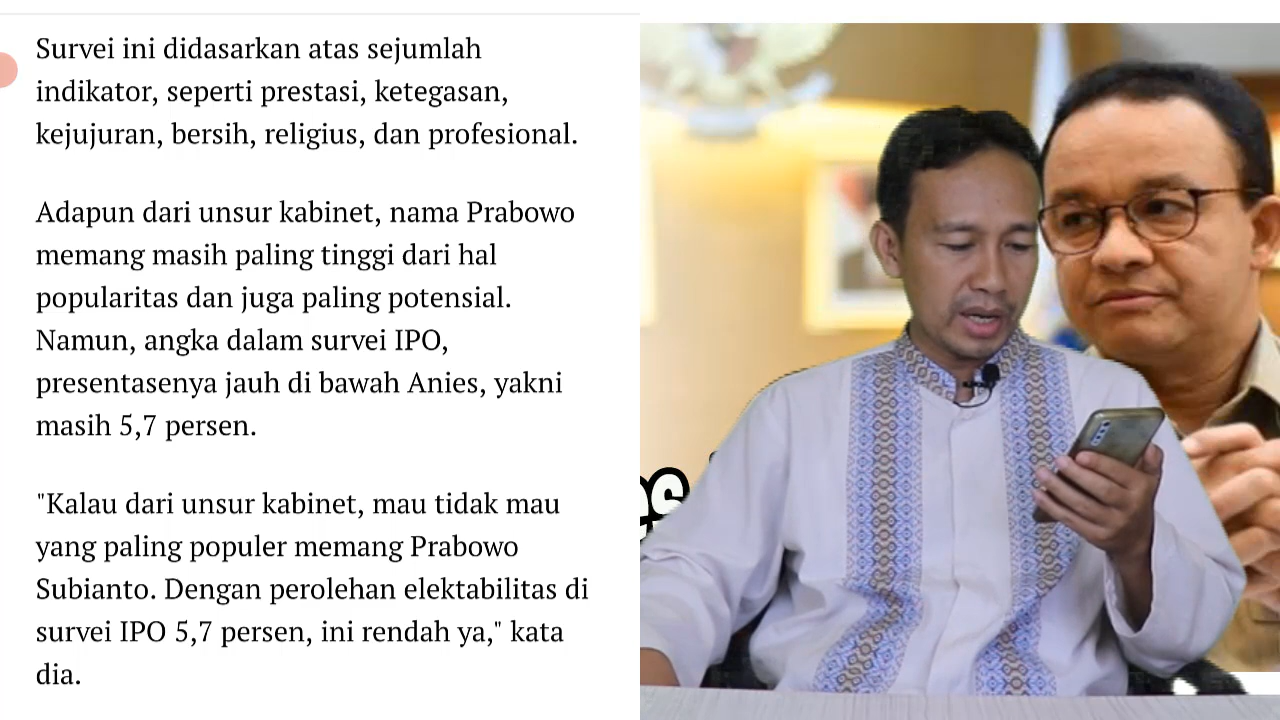 Survei ini didasarkan atas sejumlah
indikator, seperti prestasi, ketegasan,
kejujuran, bersih, religius, dan profesional.
Adapun dari unsur kabinet, nama Prabowo
memang masih paling tinggi dari hal
popularitas dan juga paling potensial.
Namun, angka dalam survei IPO,
presentasenya jauh di bawah Anies, yakni
masih 5,7 persen.
"Kalau dari unsur kabinet, mau tidak mau
yang paling populer memang Prabowo
Subianto. Dengan perolehan elektabilitas di
survei IPO 5,7 persen, ini rendah ya," kata
dia.